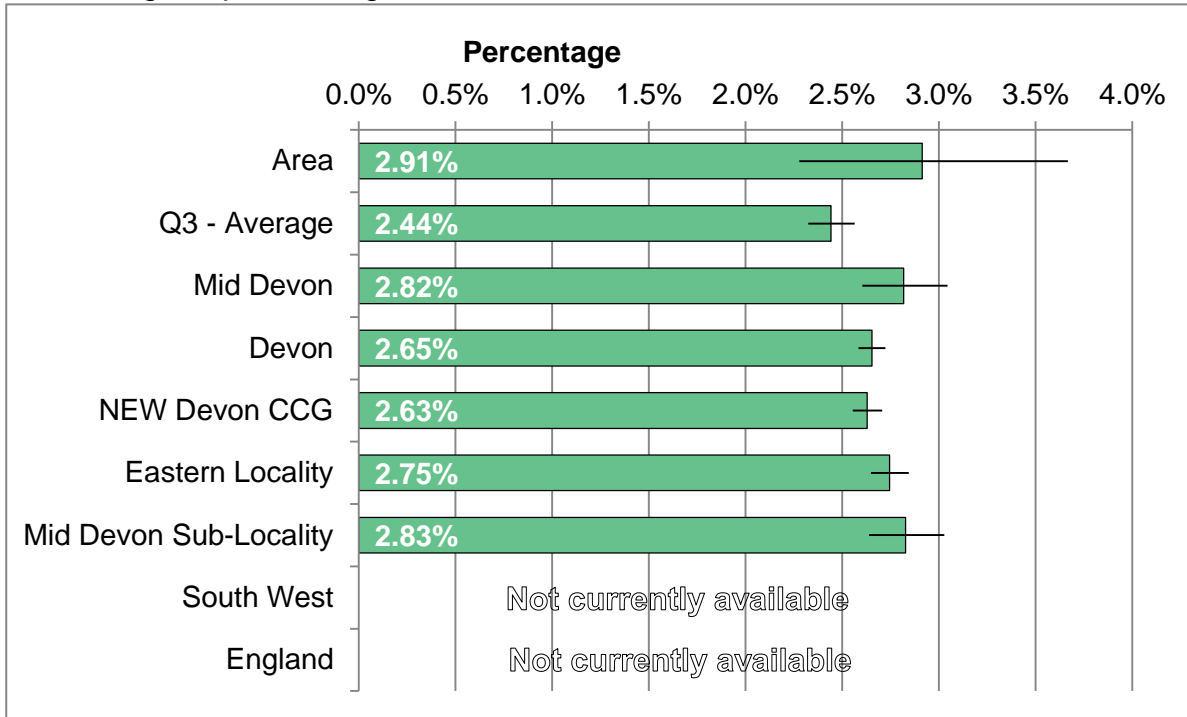 Percentage
0.0% 0.5% 1.0% 1.5% 2.0% 2.5% 3.0% 3.5% 4.0%
Area 2.91%
Q3 - Average 2.44%
Mid Devon 2.82%
Devon 2.65%
NEW Devon CCG 2.63%
Eastern Locality 2.75%
Mid Devon Sub-Locality 2.83%
South West Not currently available
England Not currently available